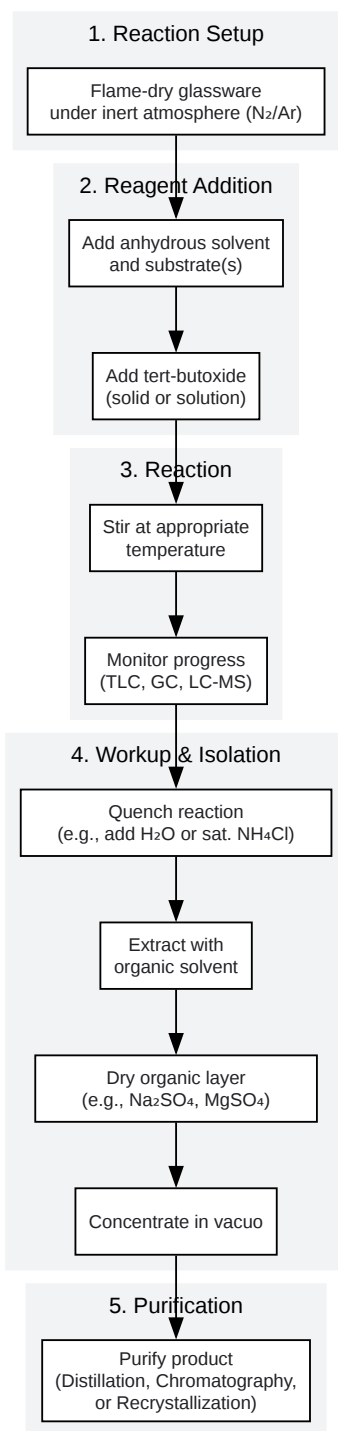 1. Reaction Setup
Flame-dry glassware
under inert atmosphere (N₂/Ar)
2. Reagent Addition
Add anhydrous solvent
and substrate(s)
Add tert-butoxide
(solid or solution)
3. Reaction
Stir at appropriate
temperature
Monitor progress
(TLC, GC, LC-MS)
4. Workup & Isolation
Quench reaction
(e.g., add H₂O or sat. NH₄Cl)
Extract with
organic solvent
Dry organic layer
(e.g., Na₂SO₄, MgSO₄)
Concentrate in vacuo
5. Purification
Purify product
(Distillation, Chromatography,
or Recrystallization)